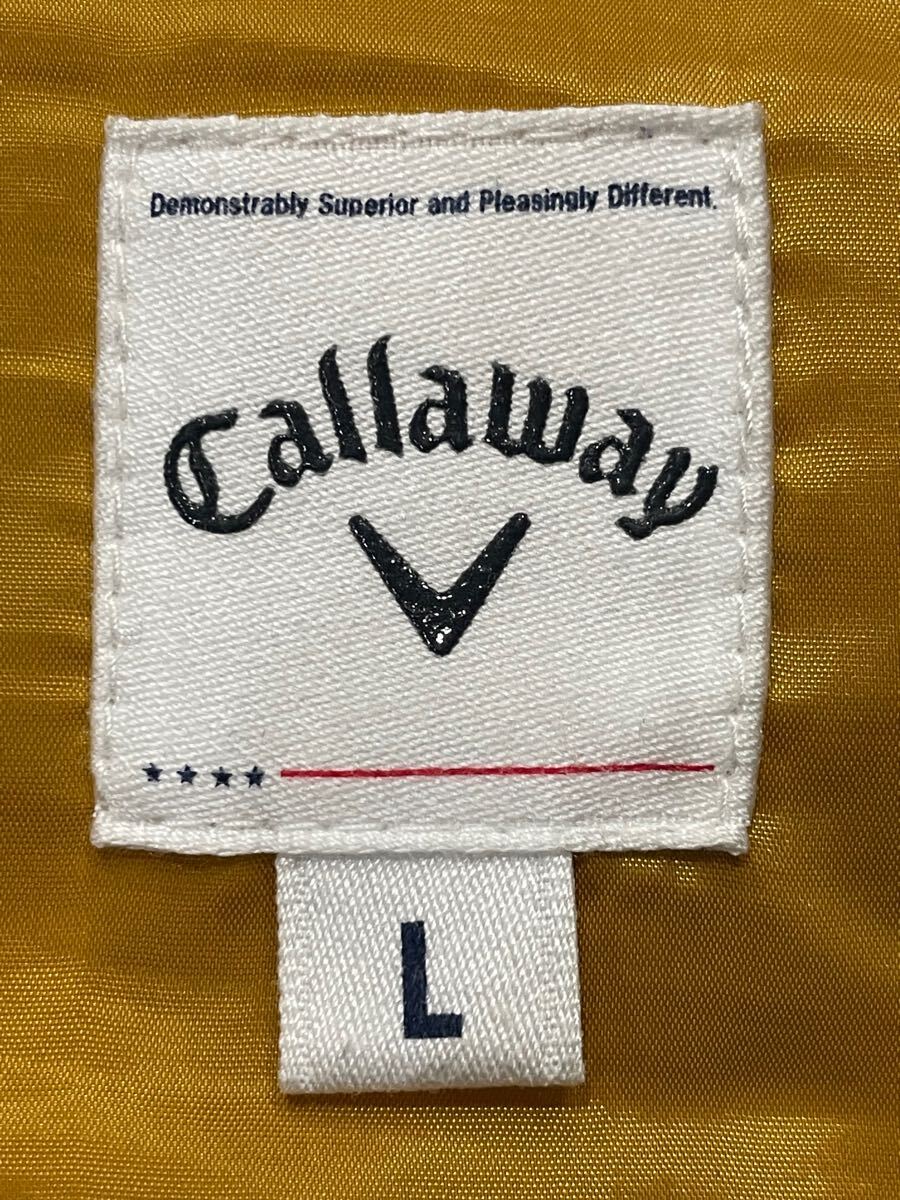 Demonstrably Superior and Pleasingly Different.
Callaway
L